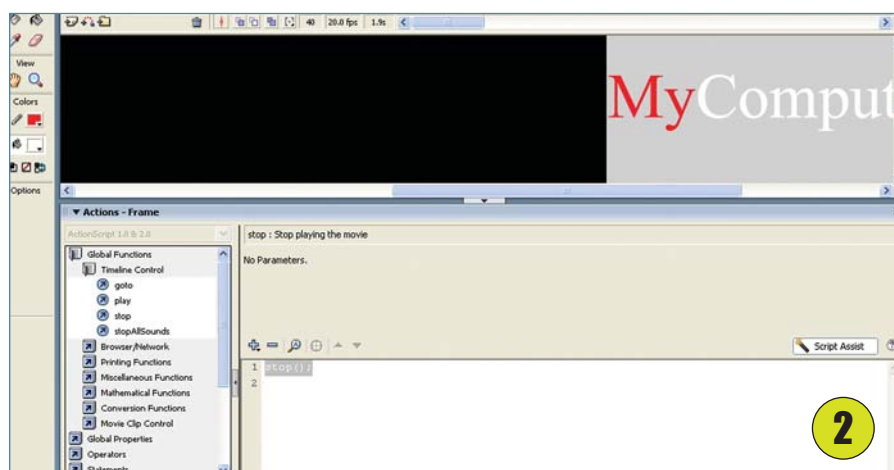 40 20.0 fps 1.9s
View
Colors
Options
MyComput
Actions - Frame
ActionScript 1.0 & 2.0
Global Functions
Timeline Control
goto
play
stop
stopAllSounds
Browser/Network
Printing Functions
Miscellaneous Functions
Mathematical Functions
Conversion Functions
Movie Clip Control
Global Properties
Operators
Statements
stop : Stop playing the movie
No Parameters.
Script Assist
1 stop();
2
2